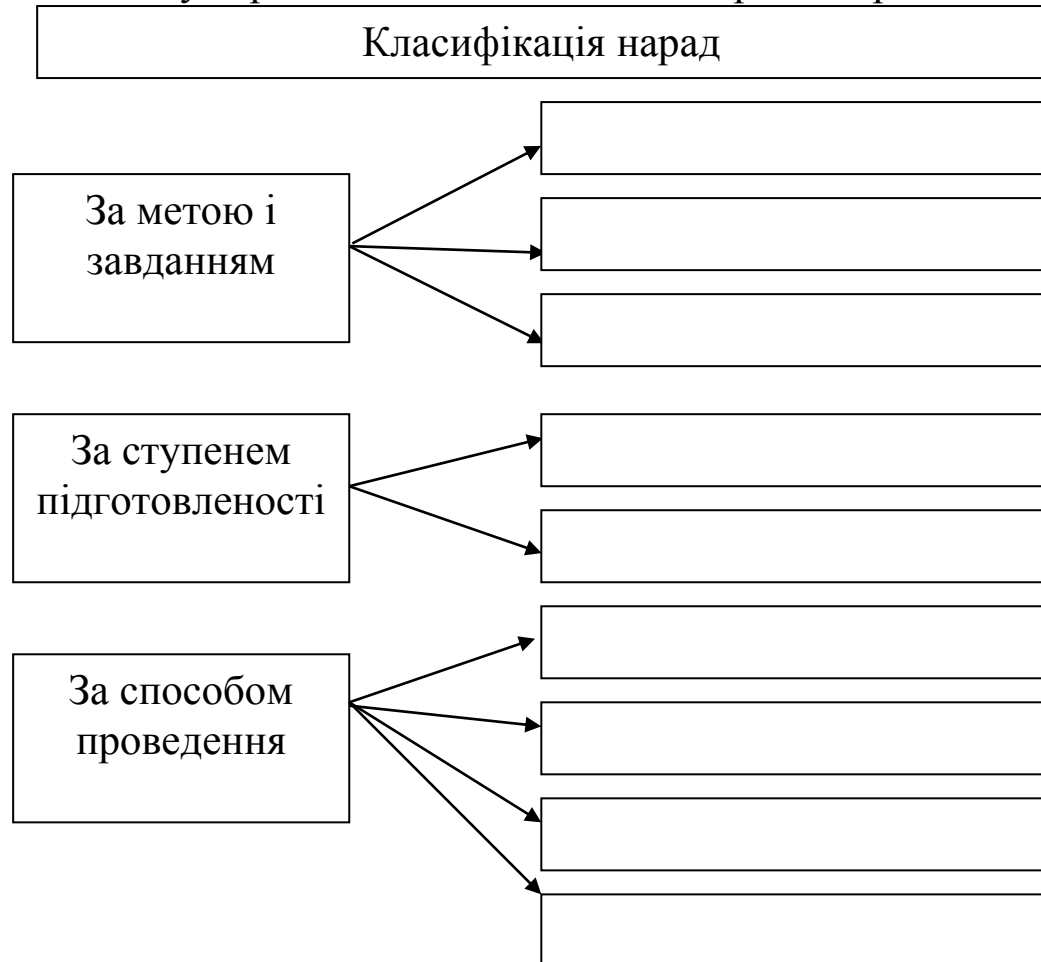 Класифікація нарад
За метою і
завданням
За ступенем
підготовленості
За способом
проведення